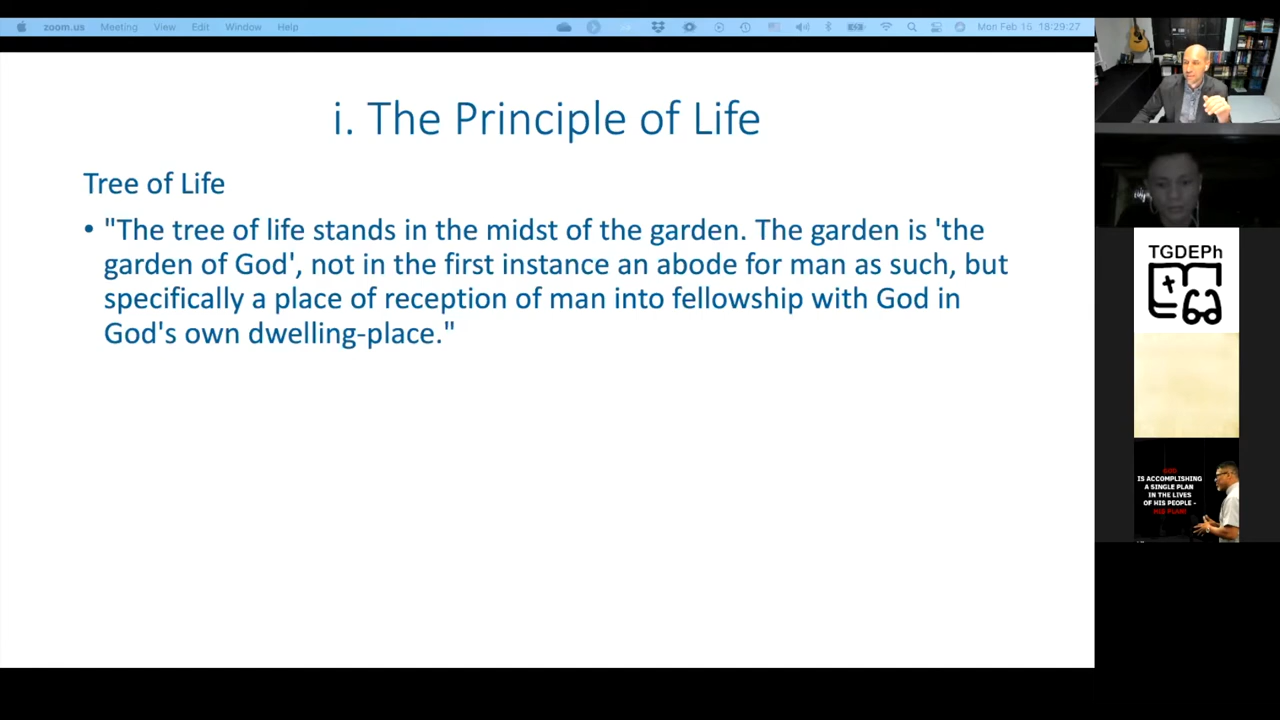 zoom.us Meeting View Edit Window Help Mon Feb 16 18:29:27
i. The Principle of Life
Tree of Life
• "The tree of life stands in the midst of the garden. The garden is 'the
garden of God', not in the first instance an abode for man as such, but
specifically a place of reception of man into fellowship with God in
God's own dwelling-place."
TGDEPh
GOD
IS ACCOMPLISHING
A SINGLE PLAN
IN THE LIVES
OF HIS PEOPLE -
HIS PLAN!